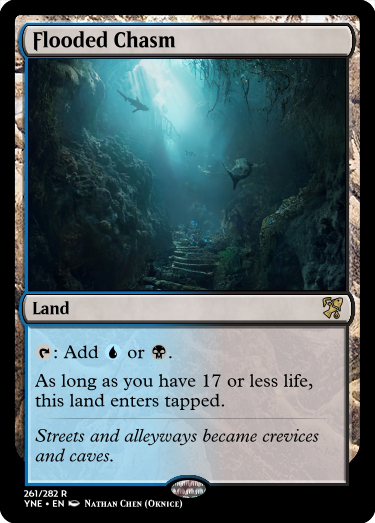 Flooded Chasm
Land
: Add or .
As long as you have 17 or less life,
this land enters tapped.
Streets and alleyways became crevices
and caves.
261/282 R
YNE • EN Nathan Chen (Oknice)